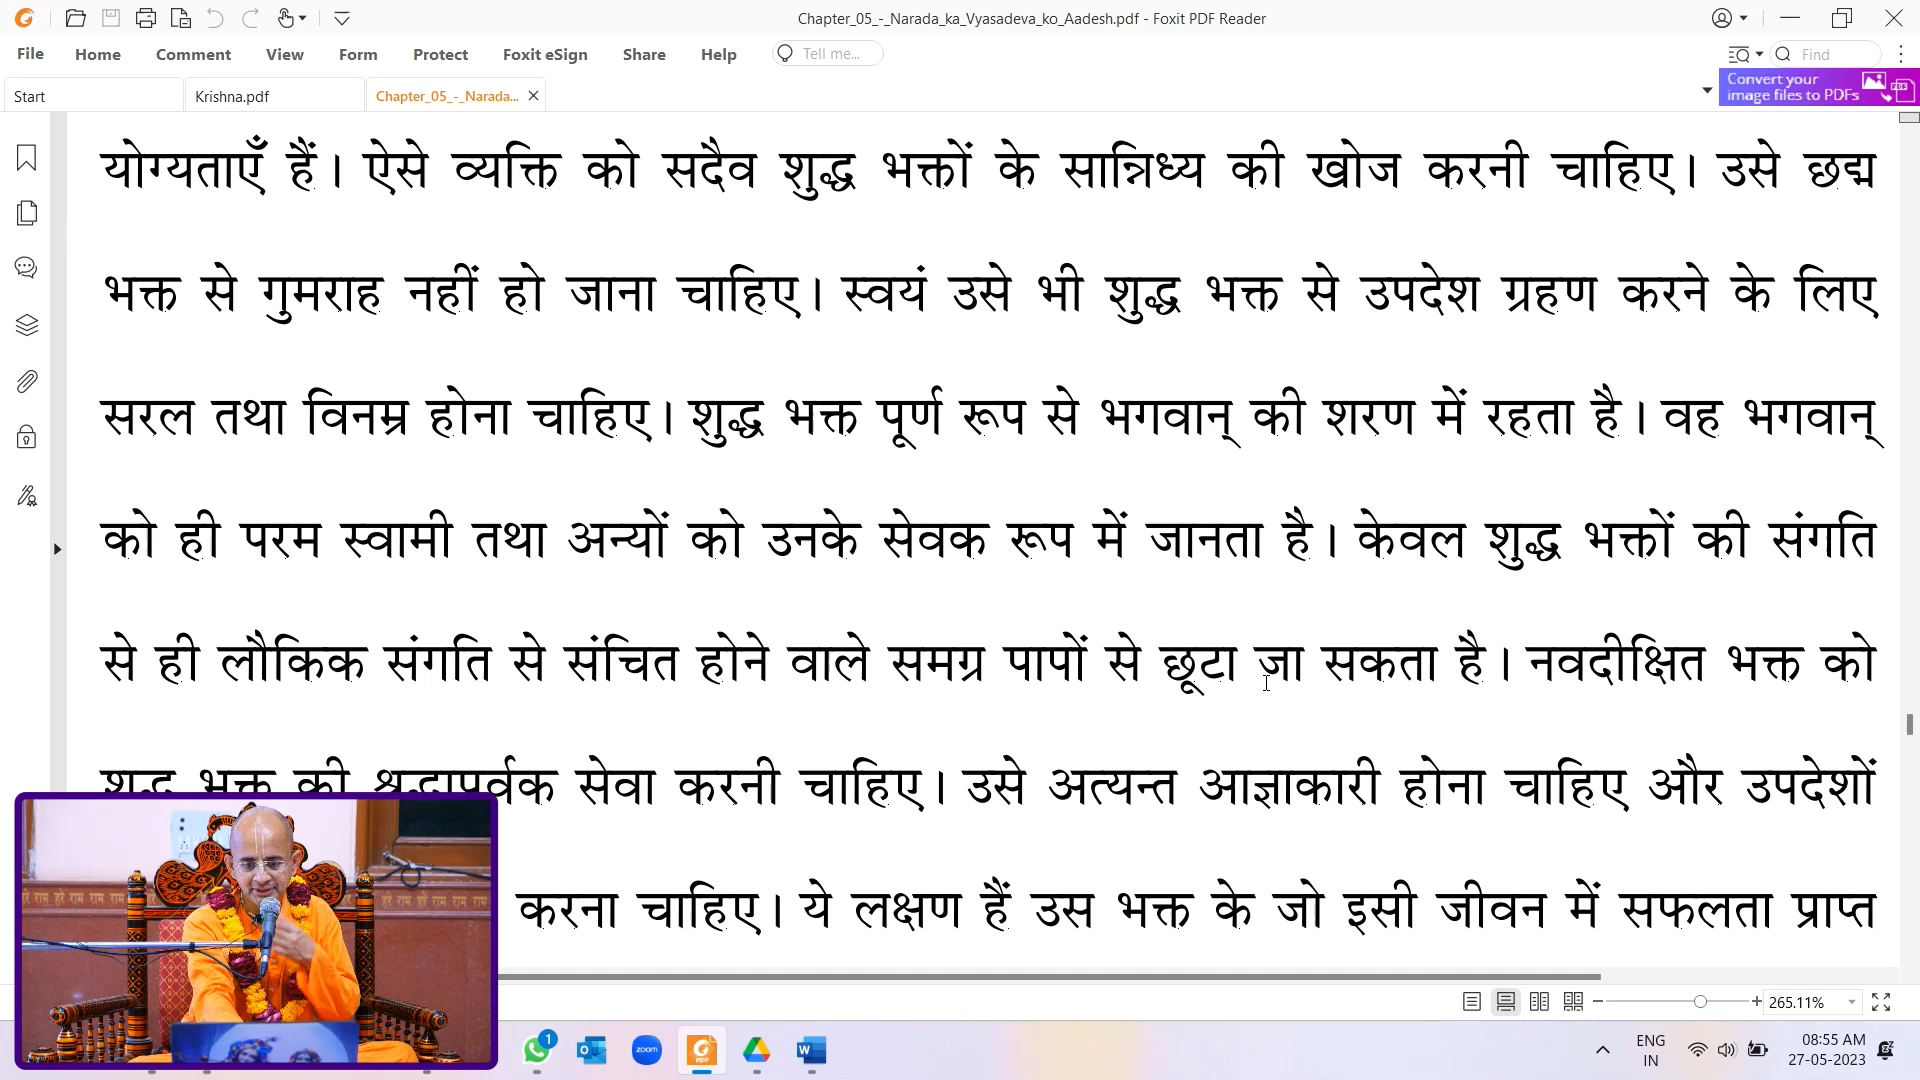 Chapter_05_-_Narada_ka_Vyasadeva_ko_Aadesh.pdf - Foxit PDF Reader
File Home Comment View Form Protect Foxit eSign Share Help Tell me... Find
Start Krishna.pdf Chapter_05_-_Narada...
Convert your
image files to PDFs
योग्यताएँ हैं। ऐसे व्यक्ति को सदैव शुद्ध भक्तों के सान्निध्य की खोज करनी चाहिए। उसे छद्म
भक्त से गुमराह नहीं हो जाना चाहिए। स्वयं उसे भी शुद्ध भक्त से उपदेश ग्रहण करने के लिए
सरल तथा विनम्र होना चाहिए। शुद्ध भक्त पूर्ण रूप से भगवान् की शरण में रहता है। वह भगवान्
को ही परम स्वामी तथा अन्यों को उनके सेवक रूप में जानता है। केवल शुद्ध भक्तों की संगति
से ही लौकिक संगति से संचित होने वाले समग्र पापों से छूटा जा सकता है। नवदीक्षित भक्त को
शुद्ध भक्त की श्रद्धापूर्वक सेवा करनी चाहिए। उसे अत्यन्त आज्ञाकारी होना चाहिए और उपदेशों
करना चाहिए। ये लक्षण हैं उस भक्त के जो इसी जीवन में सफलता प्राप्त
265.11%
1
zoom
ENG
IN
08:55 AM
27-05-2023